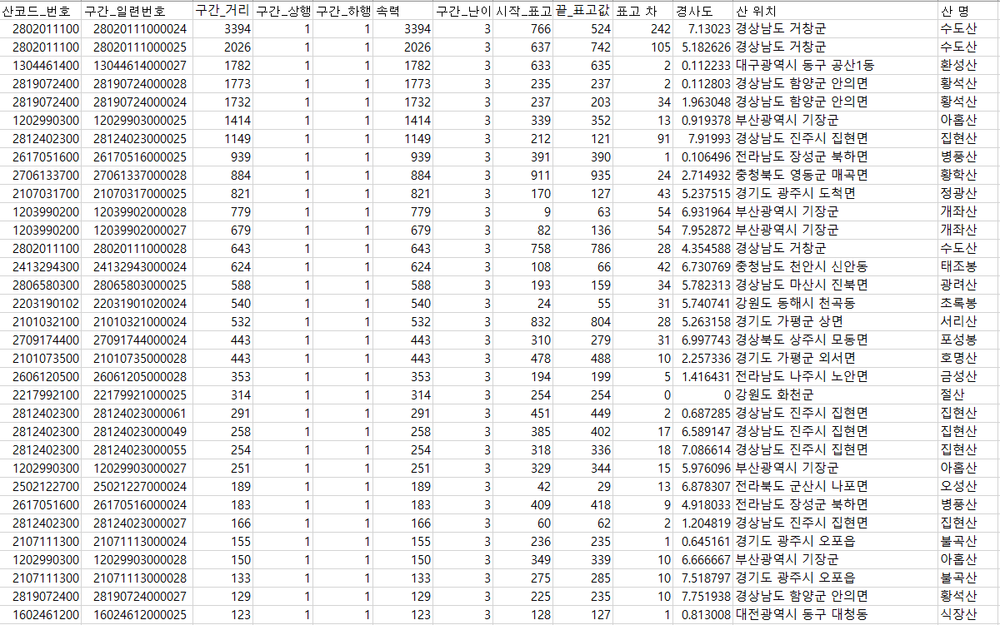 산코드_번호 구간_일련번호 구간_거리 구간_상행 구간_하행 속력 구간_난이 시작_표고 끝_표고값 표고 차 경사도 산 위치 산 명
2802011100 28020111000024 3394 1 1 3394 3 766 524 242 7.13023 경상남도 거창군 수도산
2802011100 28020111000025 2026 1 1 2026 3 637 742 105 5.182626 경상남도 거창군 수도산
1304461400 13044614000027 1782 1 1 1782 3 633 635 2 0.112233 대구광역시 동구 공산1동 환성산
2819072400 28190724000028 1773 1 1 1773 3 235 237 2 0.112803 경상남도 함양군 안의면 황석산
2819072400 28190724000024 1732 1 1 1732 3 237 203 34 1.963048 경상남도 함양군 안의면 황석산
1202990300 12029903000025 1414 1 1 1414 3 339 352 13 0.919378 부산광역시 기장군 아홉산
2812402300 28124023000025 1149 1 1 1149 3 212 121 91 7.91993 경상남도 진주시 집현면 집현산
2617051600 26170516000025 939 1 1 939 3 391 390 1 0.106496 전라남도 장성군 북하면 병풍산
2706133700 27061337000028 884 1 1 884 3 911 935 24 2.714932 충청북도 영동군 매곡면 황학산
2107031700 21070317000025 821 1 1 821 3 170 127 43 5.237515 경기도 광주시 도척면 정광산
1203990200 12039902000028 779 1 1 779 3 9 63 54 6.931964 부산광역시 기장군 개좌산
1203990200 12039902000027 679 1 1 679 3 82 136 54 7.952872 부산광역시 기장군 개좌산
2802011100 28020111000028 643 1 1 643 3 758 786 28 4.354588 경상남도 거창군 수도산
2413294300 24132943000024 624 1 1 624 3 108 66 42 6.730769 충청남도 천안시 신안동 태조봉
2806580300 28065803000025 588 1 1 588 3 193 159 34 5.782313 경상남도 마산시 진북면 광려산
2203190102 22031901020024 540 1 1 540 3 24 55 31 5.740741 강원도 동해시 천곡동 초록봉
2101032100 21010321000024 532 1 1 532 3 832 804 28 5.263158 경기도 가평군 상면 서리산
2709174400 27091744000024 443 1 1 443 3 310 279 31 6.997743 경상북도 상주시 모동면 포성봉
2101073500 21010735000028 443 1 1 443 3 478 488 10 2.257336 경기도 가평군 외서면 호명산
2606120500 26061205000028 353 1 1 353 3 194 199 5 1.416431 전라남도 나주시 노안면 금성산
2217992100 22179921000025 314 1 1 314 3 254 254 0 0 강원도 화천군 절산
2812402300 28124023000061 291 1 1 291 3 451 449 2 0.687285 경상남도 진주시 집현면 집현산
2812402300 28124023000049 258 1 1 258 3 385 402 17 6.589147 경상남도 진주시 집현면 집현산
2812402300 28124023000055 254 1 1 254 3 318 336 18 7.086614 경상남도 진주시 집현면 집현산
1202990300 12029903000027 251 1 1 251 3 329 344 15 5.976096 부산광역시 기장군 아홉산
2502122700 25021227000024 189 1 1 189 3 42 29 13 6.878307 전라북도 군산시 나포면 오성산
2617051600 26170516000024 183 1 1 183 3 409 418 9 4.918033 전라남도 장성군 북하면 병풍산
2812402300 28124023000027 166 1 1 166 3 60 62 2 1.204819 경상남도 진주시 집현면 집현산
2107111300 21071113000024 155 1 1 155 3 236 235 1 0.645161 경기도 광주시 오포읍 불곡산
1202990300 12029903000028 150 1 1 150 3 349 339 10 6.666667 부산광역시 기장군 아홉산
2107111300 21071113000028 133 1 1 133 3 275 285 10 7.518797 경기도 광주시 오포읍 불곡산
2819072400 28190724000027 129 1 1 129 3 225 235 10 7.751938 경상남도 함양군 안의면 황석산
1602461200 16024612000025 123 1 1 123 3 128 127 1 0.813008 대전광역시 동구 대청동 식장산